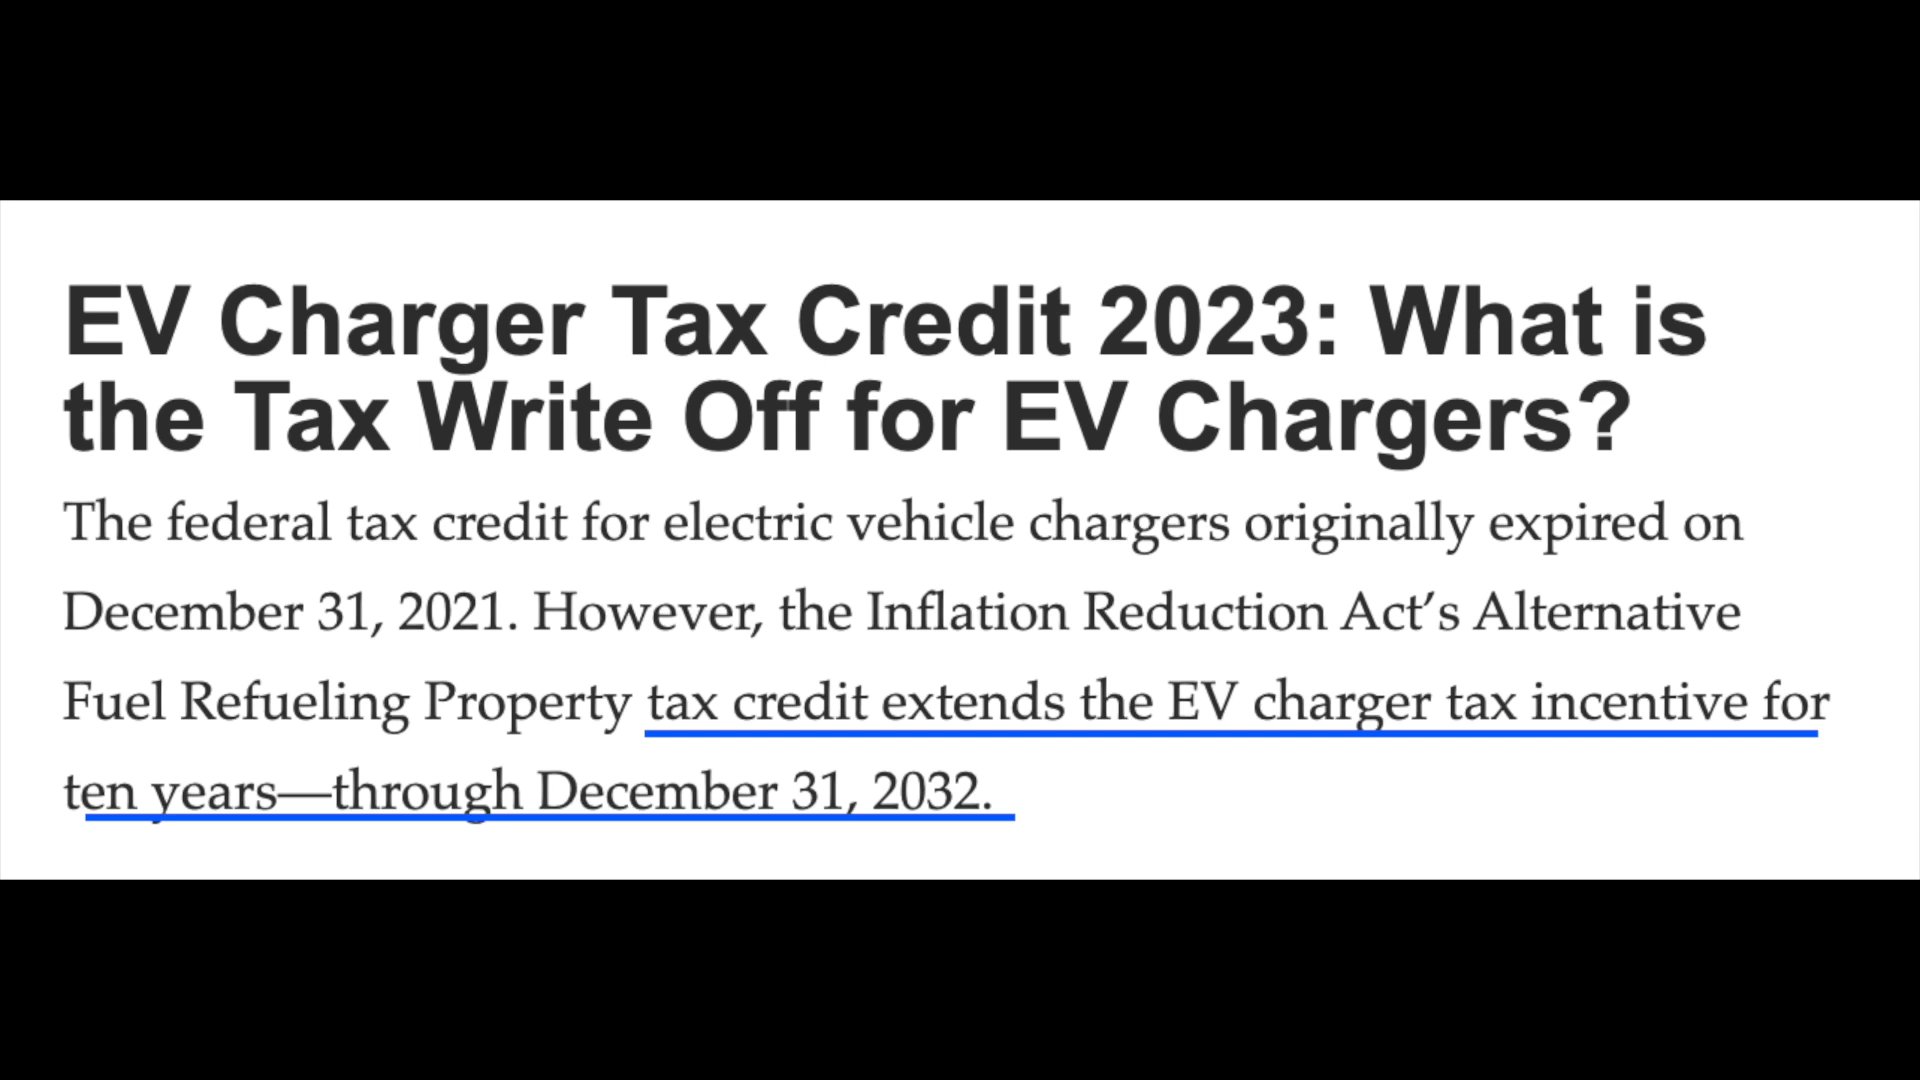 EV Charger Tax Credit 2023: What is
the Tax Write Off for EV Chargers?
The federal tax credit for electric vehicle chargers originally expired on
December 31, 2021. However, the Inflation Reduction Act’s Alternative
Fuel Refueling Property tax credit extends the EV charger tax incentive for
ten years—through December 31, 2032.